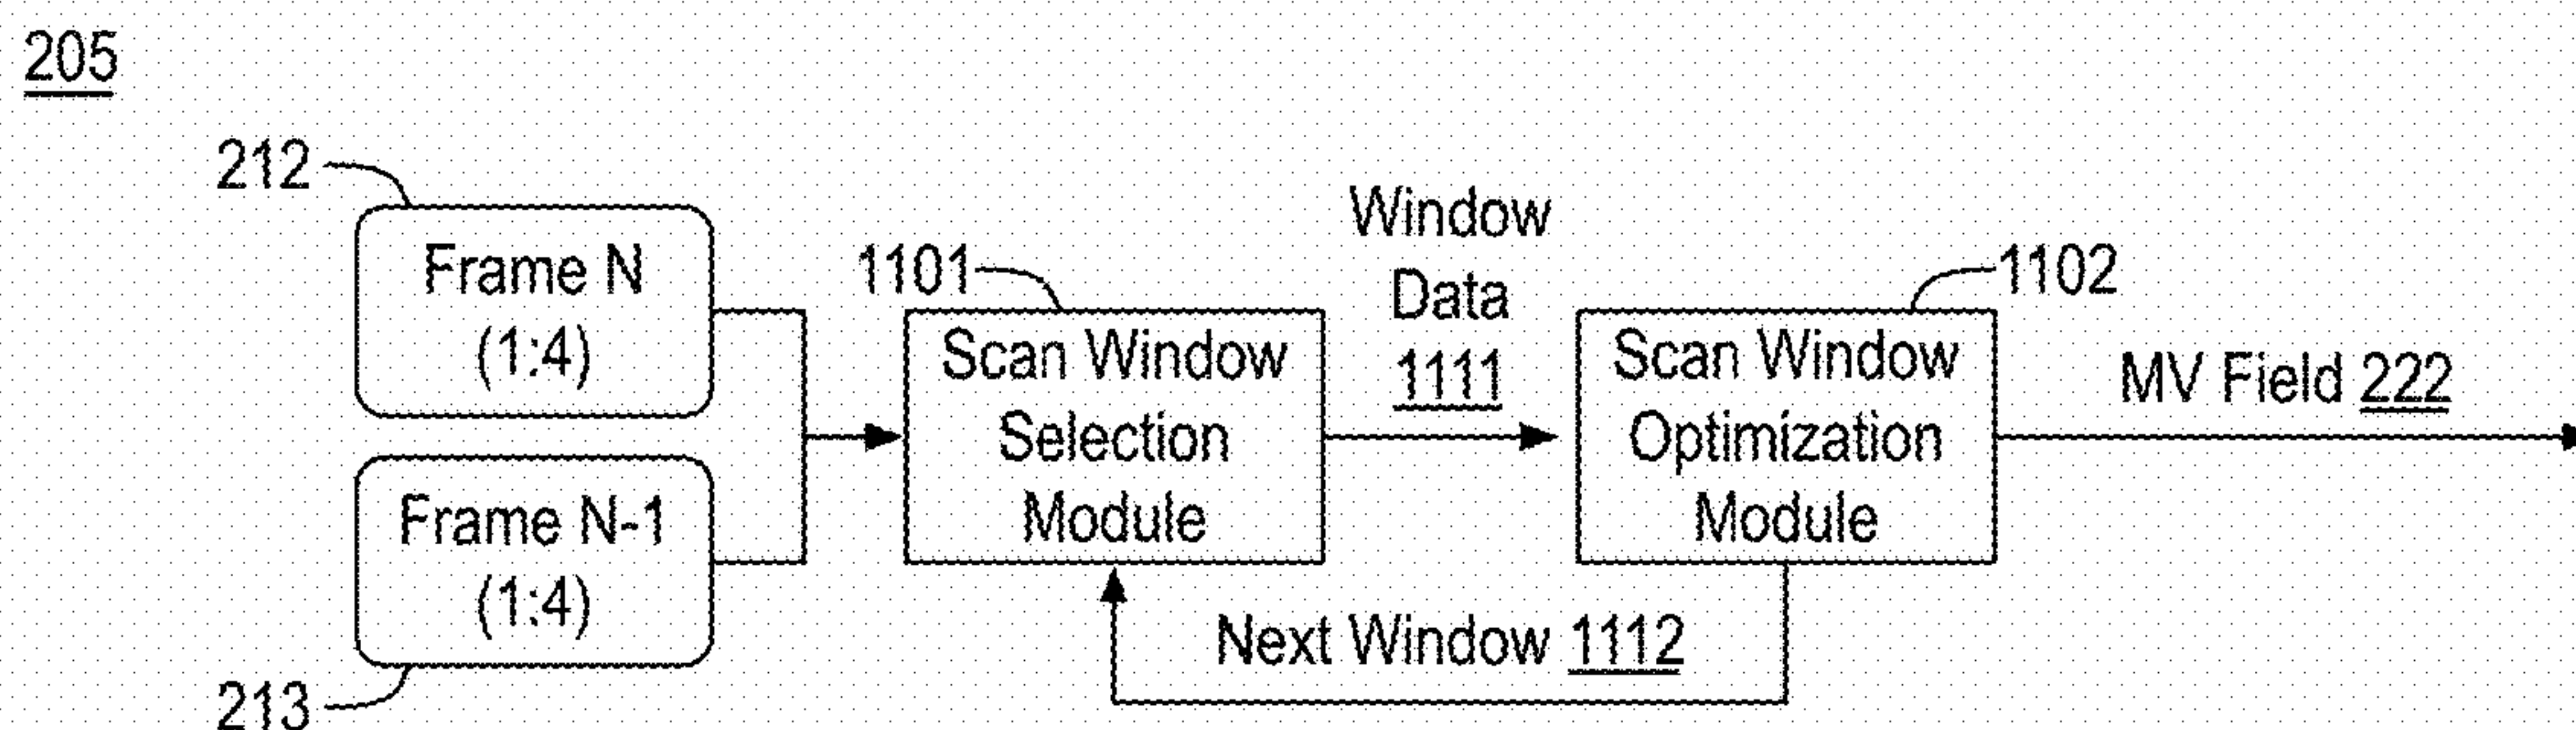 205
212
Frame N
(1:4)
213
Frame N-1
(1:4)
1101
Scan Window
Selection
Module
Window
Data
1111
1102
Scan Window
Optimization
Module
MV Field 222
Next Window 1112